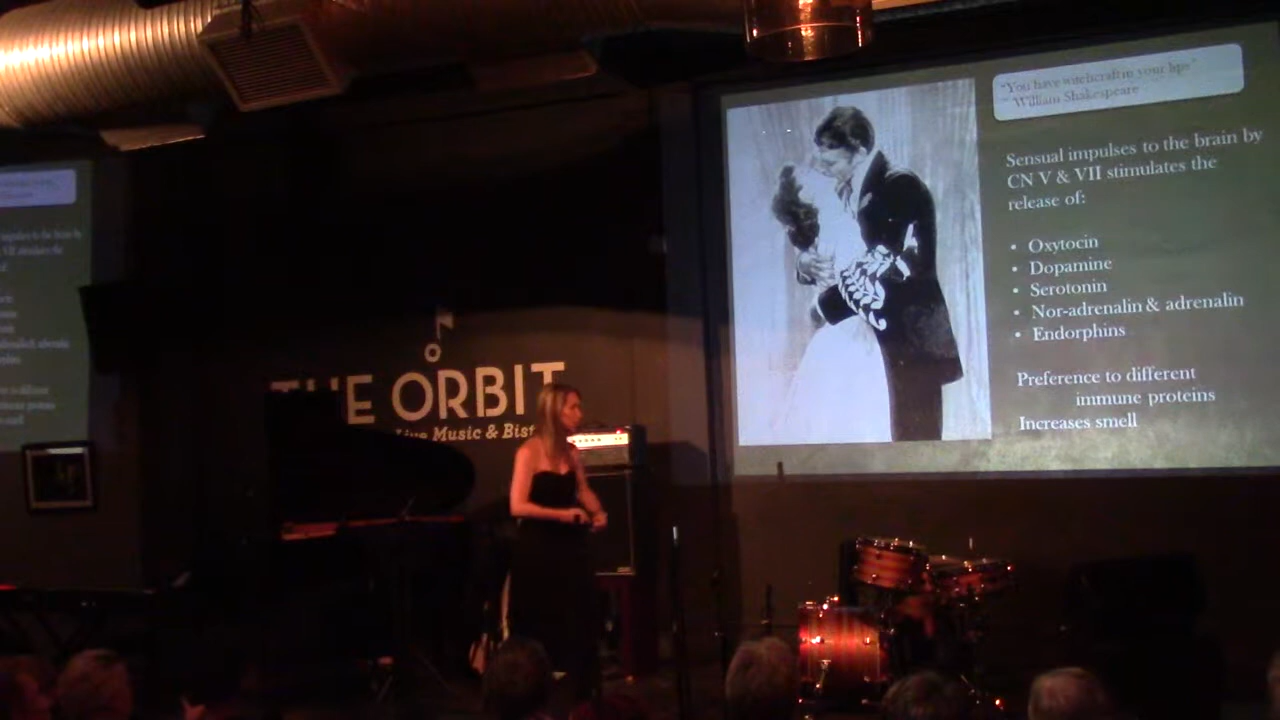 "You have witchcraft in your lips"
William Shakespeare
Sensual impulses to the brain by
CN V & VII stimulates the
release of:
• Oxytocin
• Dopamine
• Serotonin
• Nor-adrenalin & adrenalin
• Endorphins
Preference to different
immune proteins
Increases smell
THE ORBIT
Live Music &